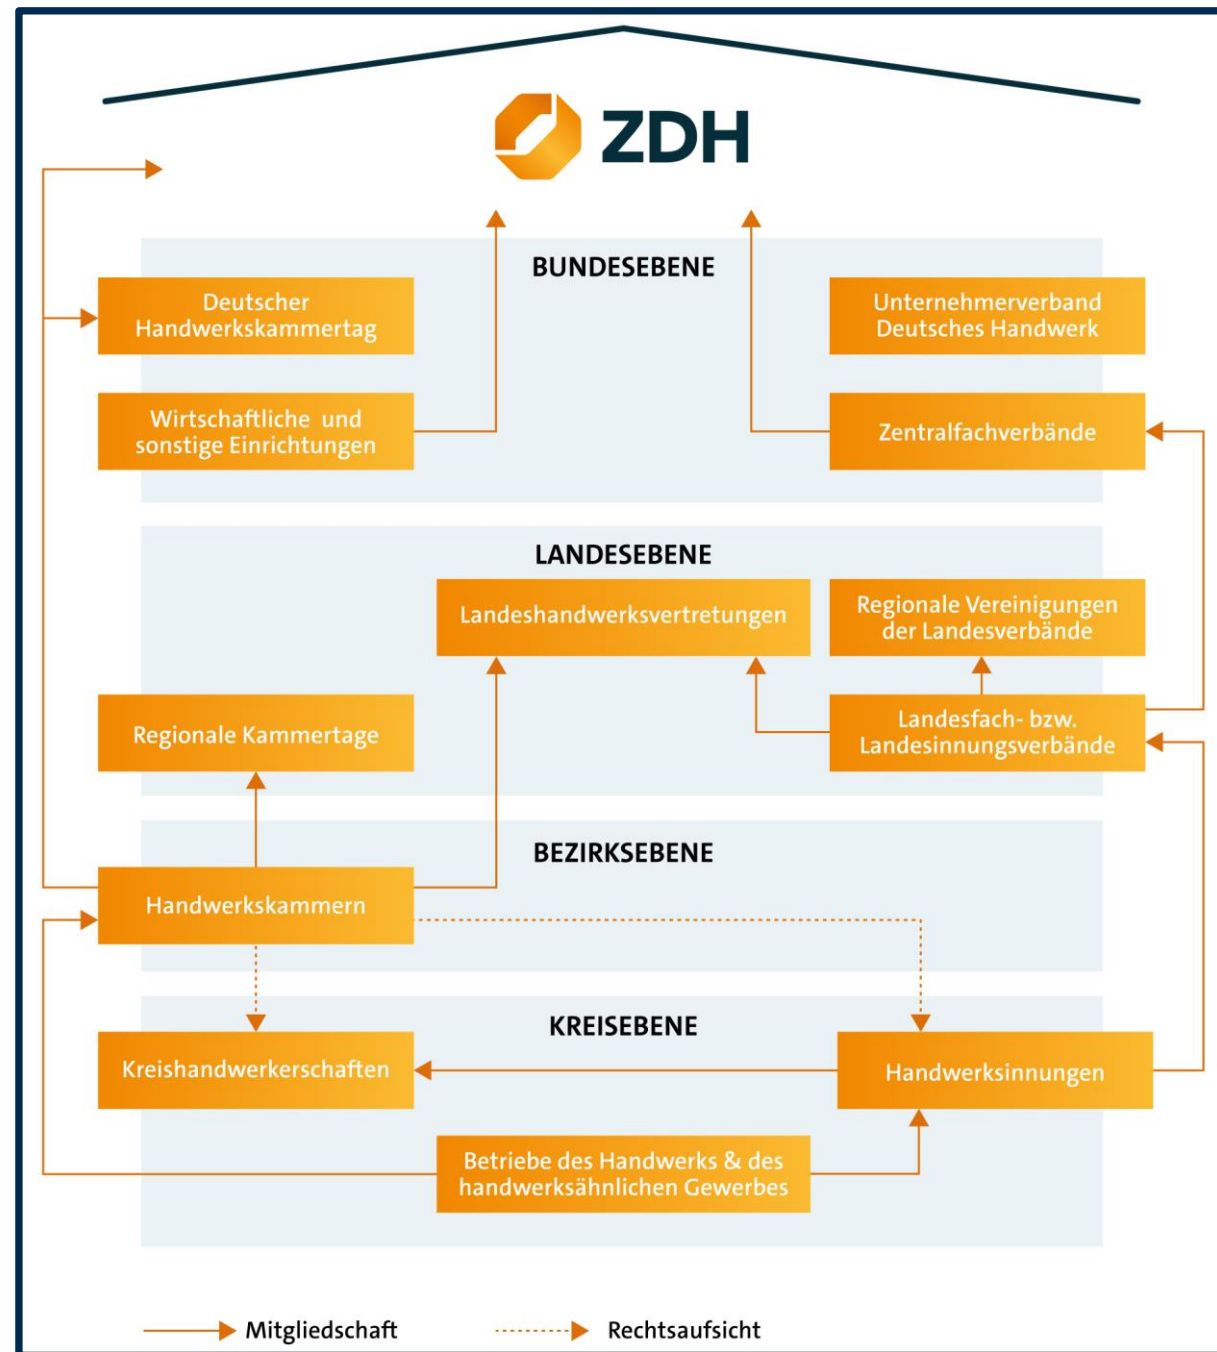 ZDH
BUNDESEBENE
Deutscher
Handwerkskammertag
Unternehmerverband
Deutsches Handwerk
Wirtschaftliche und
sonstige Einrichtungen
Zentralfachverbände
LANDESEBENE
Landeshandwerksvertretungen
Regionale Vereinigungen
der Landesverbände
Regionale Kammertage
Landesfach- bzw.
Landesinnungsverbände
BEZIRKSEBENE
Handwerkskammern
KREISEBENE
Kreishandwerkerschaften
Handwerksinnungen
Betriebe des Handwerks & des
handwerksähnlichen Gewerbes
Mitgliedschaft
Rechtsaufsicht